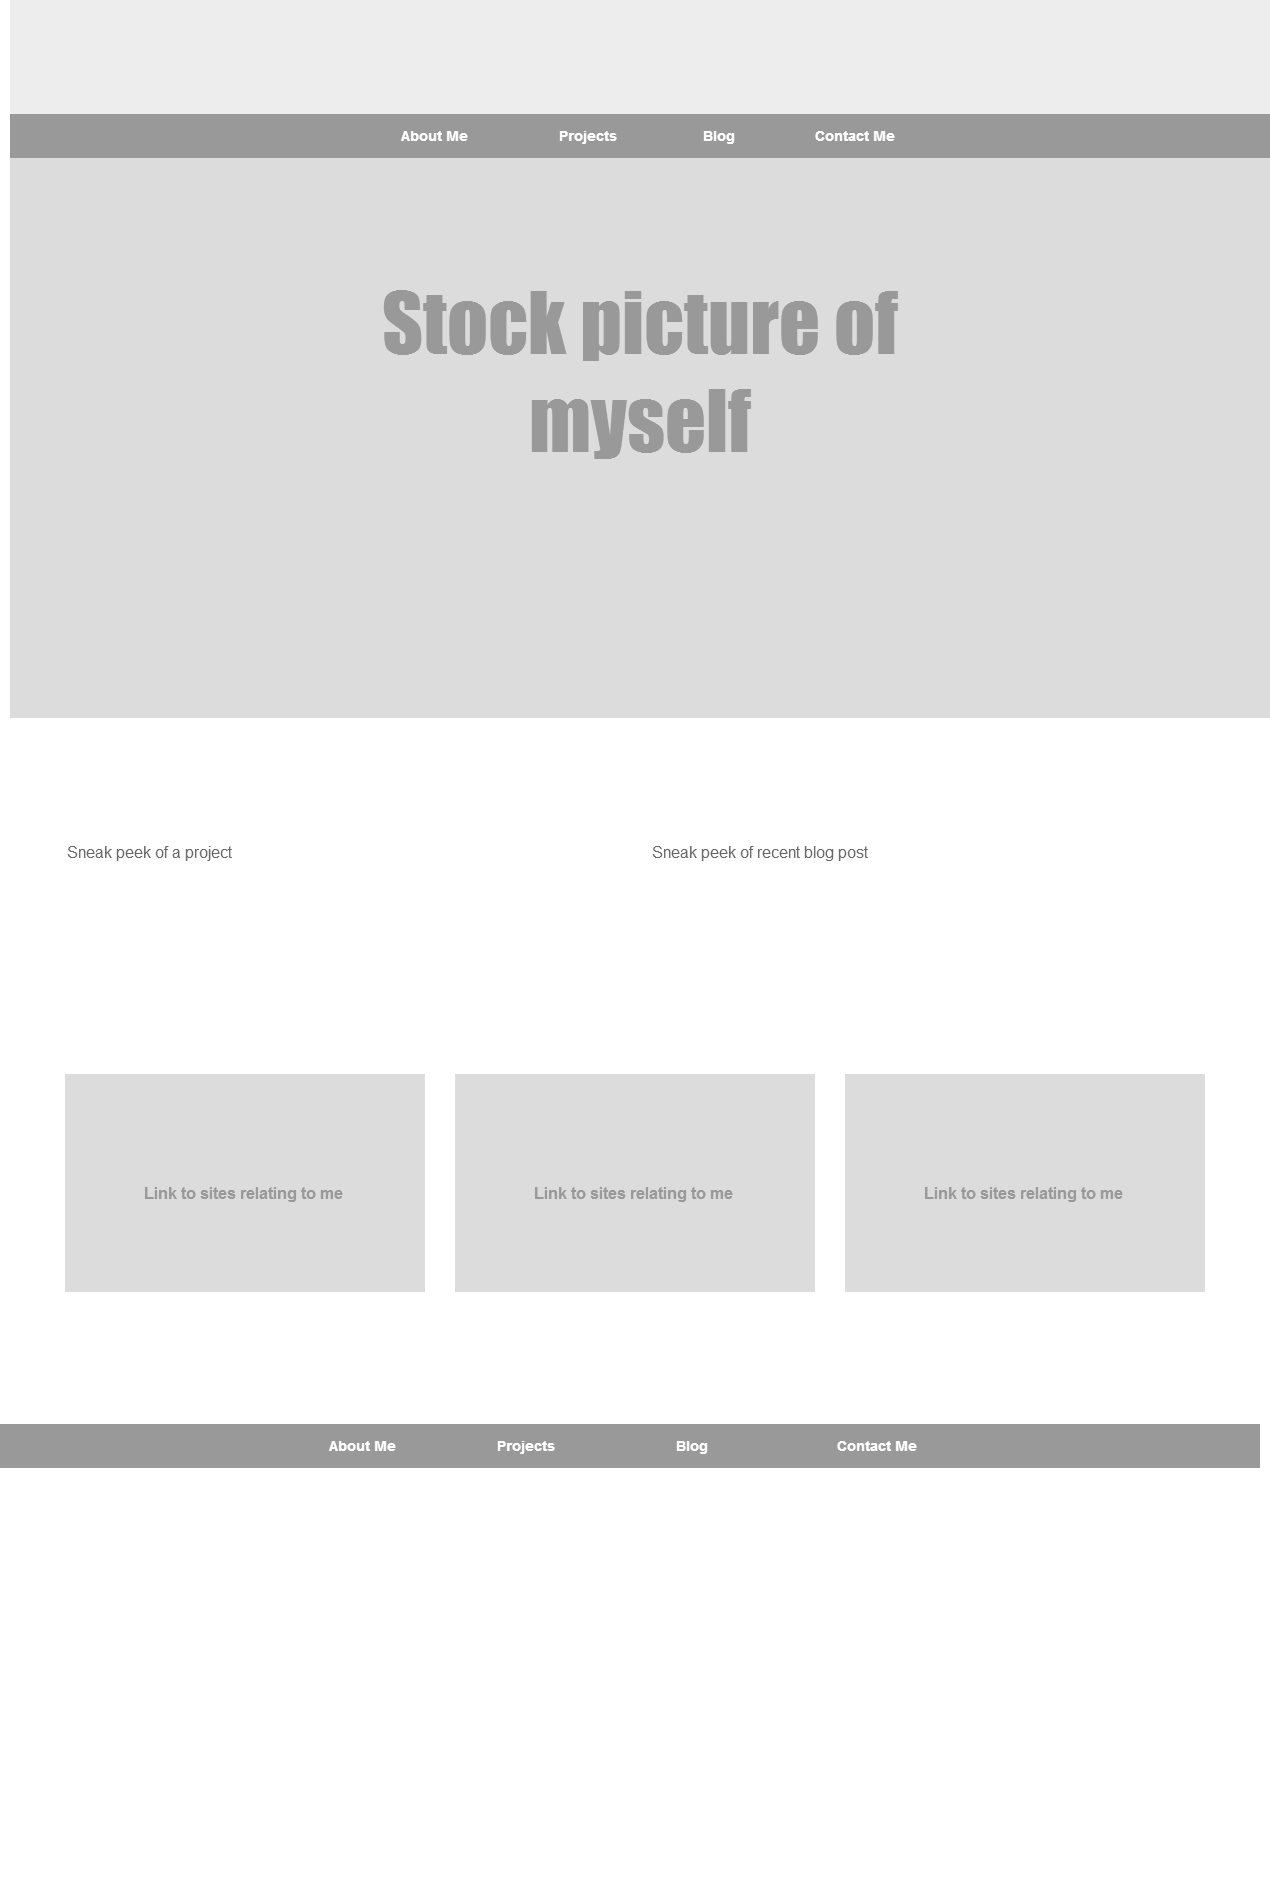 About Me Projects Blog Contact Me
Stock picture of
myself
Sneak peek of a project
Sneak peek of recent blog post
Link to sites relating to me
Link to sites relating to me
Link to sites relating to me
About Me Projects Blog Contact Me